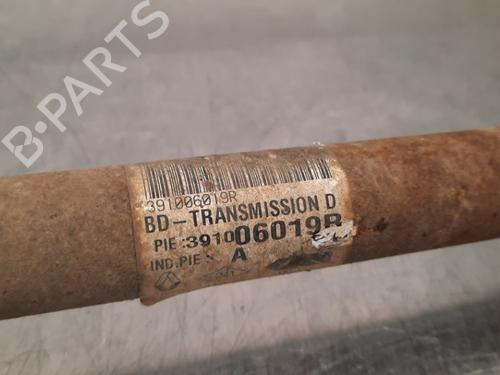 B-PARTS
391006019R
BD-TRANSMISSION D
PIE :391006019R
IND.PIE : A